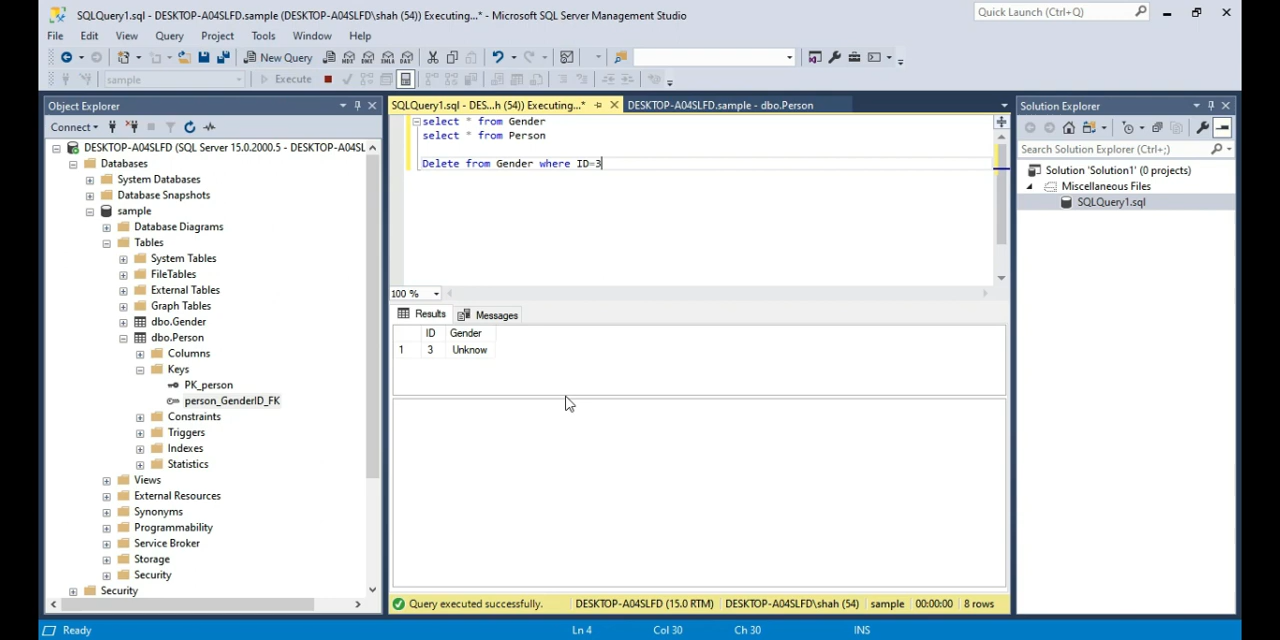 SQLQuery1.sql - DESKTOP-A04SLFD.sample (DESKTOP-A04SLFD\shah (54)) Executing...* - Microsoft SQL Server Management Studio
Quick Launch (Ctrl+Q)
File Edit View Query Project Tools Window Help
New Query
MDX DMX XMLA DAX
sample Execute
Object Explorer
Connect
DESKTOP-A04SLFD (SQL Server 15.0.2000.5 - DESKTOP-A04SL
Databases
System Databases
Database Snapshots
sample
Database Diagrams
Tables
System Tables
FileTables
External Tables
Graph Tables
dbo.Gender
dbo.Person
Columns
Keys
PK_person
person_GenderID_FK
Constraints
Triggers
Indexes
Statistics
Views
External Resources
Synonyms
Programmability
Service Broker
Storage
Security
Security
SQLQuery1.sql - DES...h (54)) Executing...* DESKTOP-A04SLFD.sample - dbo.Person
select * from Gender
select * from Person
Delete from Gender where ID=3
100 %
Results Messages
ID Gender
1 3 Unknow
Query executed successfully. DESKTOP-A04SLFD (15.0 RTM) DESKTOP-A04SLFD\shah (54) sample 00:00:00 8 rows
Solution Explorer
Search Solution Explorer (Ctrl+;)
Solution 'Solution1' (0 projects)
Miscellaneous Files
SQLQuery1.sql
Ready Ln 4 Col 30 Ch 30 INS